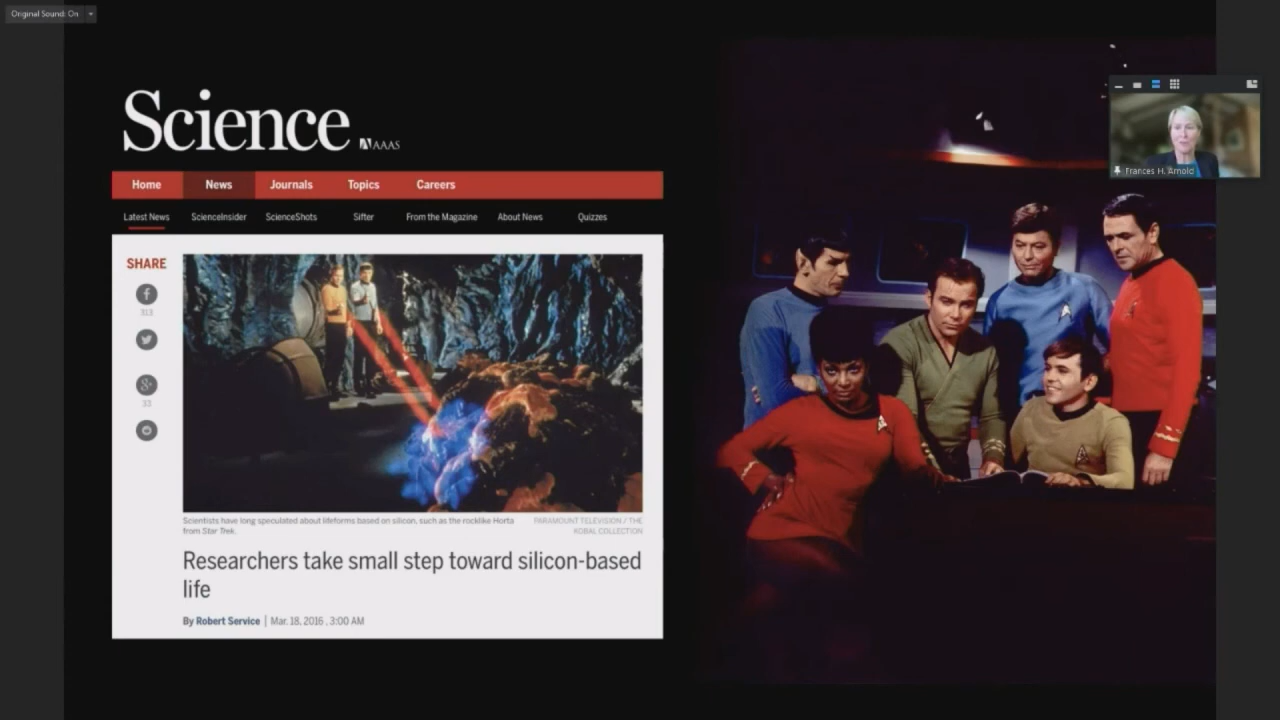 Original Sound: On
Science
AAAS
Home News Journals Topics Careers
Latest News ScienceInsider ScienceShots Sifter From the Magazine About News Quizzes
SHARE
313
33
Scientists have long speculated about lifeforms based on silicon, such as the rocklike Horta
from Star Trek.
PARAMOUNT TELEVISION / THE
KOBAL COLLECTION
Researchers take small step toward silicon-based
life
By Robert Service | Mar. 18, 2016 , 3:00 AM
Frances H. Arnold